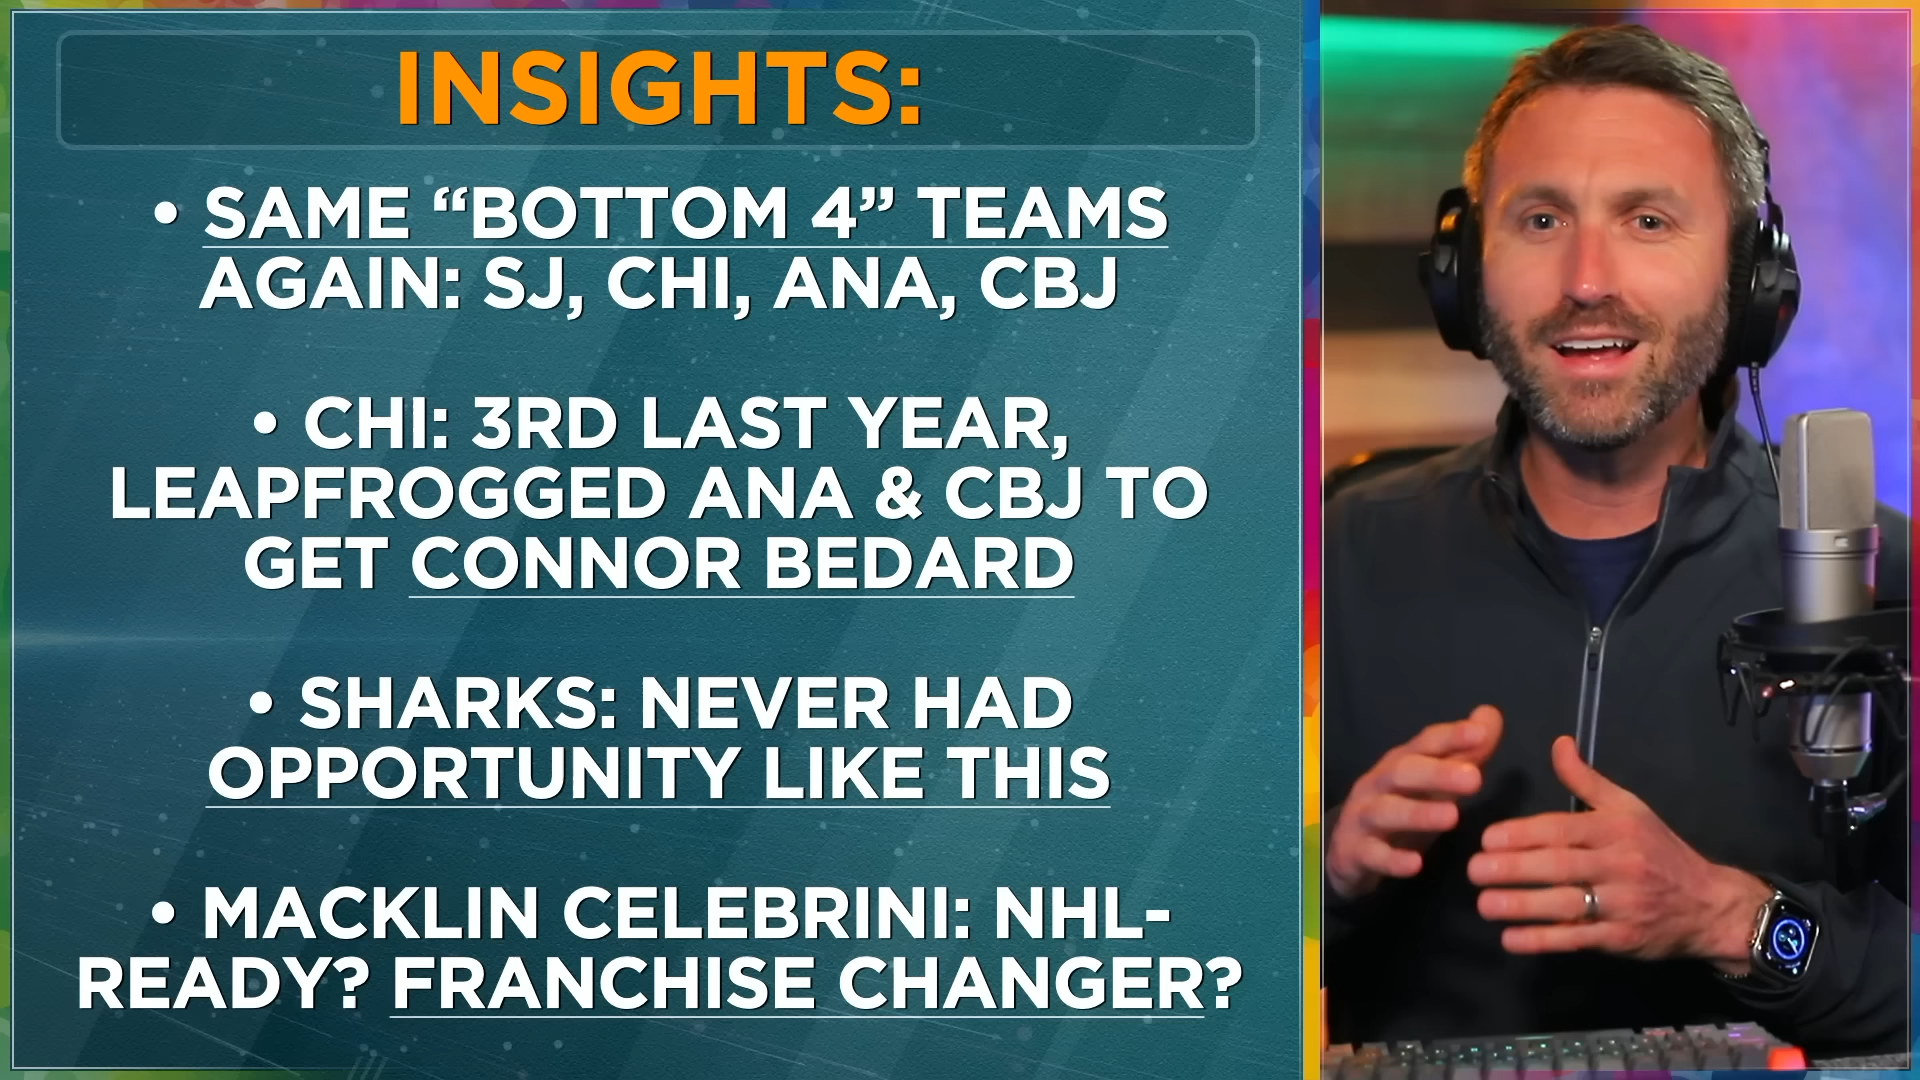 INSIGHTS:
• SAME “BOTTOM 4” TEAMS
AGAIN: SJ, CHI, ANA, CBJ
• CHI: 3RD LAST YEAR,
LEAPFROGGED ANA & CBJ TO
GET CONNOR BEDARD
• SHARKS: NEVER HAD
OPPORTUNITY LIKE THIS
• MACKLIN CELEBRINI: NHL-
READY? FRANCHISE CHANGER?